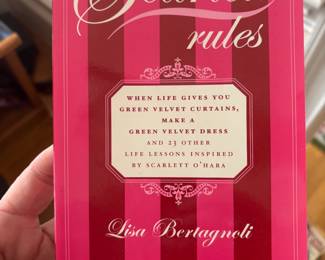 rules
WHEN LIFE GIVES YOU
GREEN VELVET CURTAINS,
MAKE A
GREEN VELVET DRESS
AND 23 OTHER
LIFE LESSONS INSPIRED
BY SCARLETT O'HARA
Lisa Bertagnoli